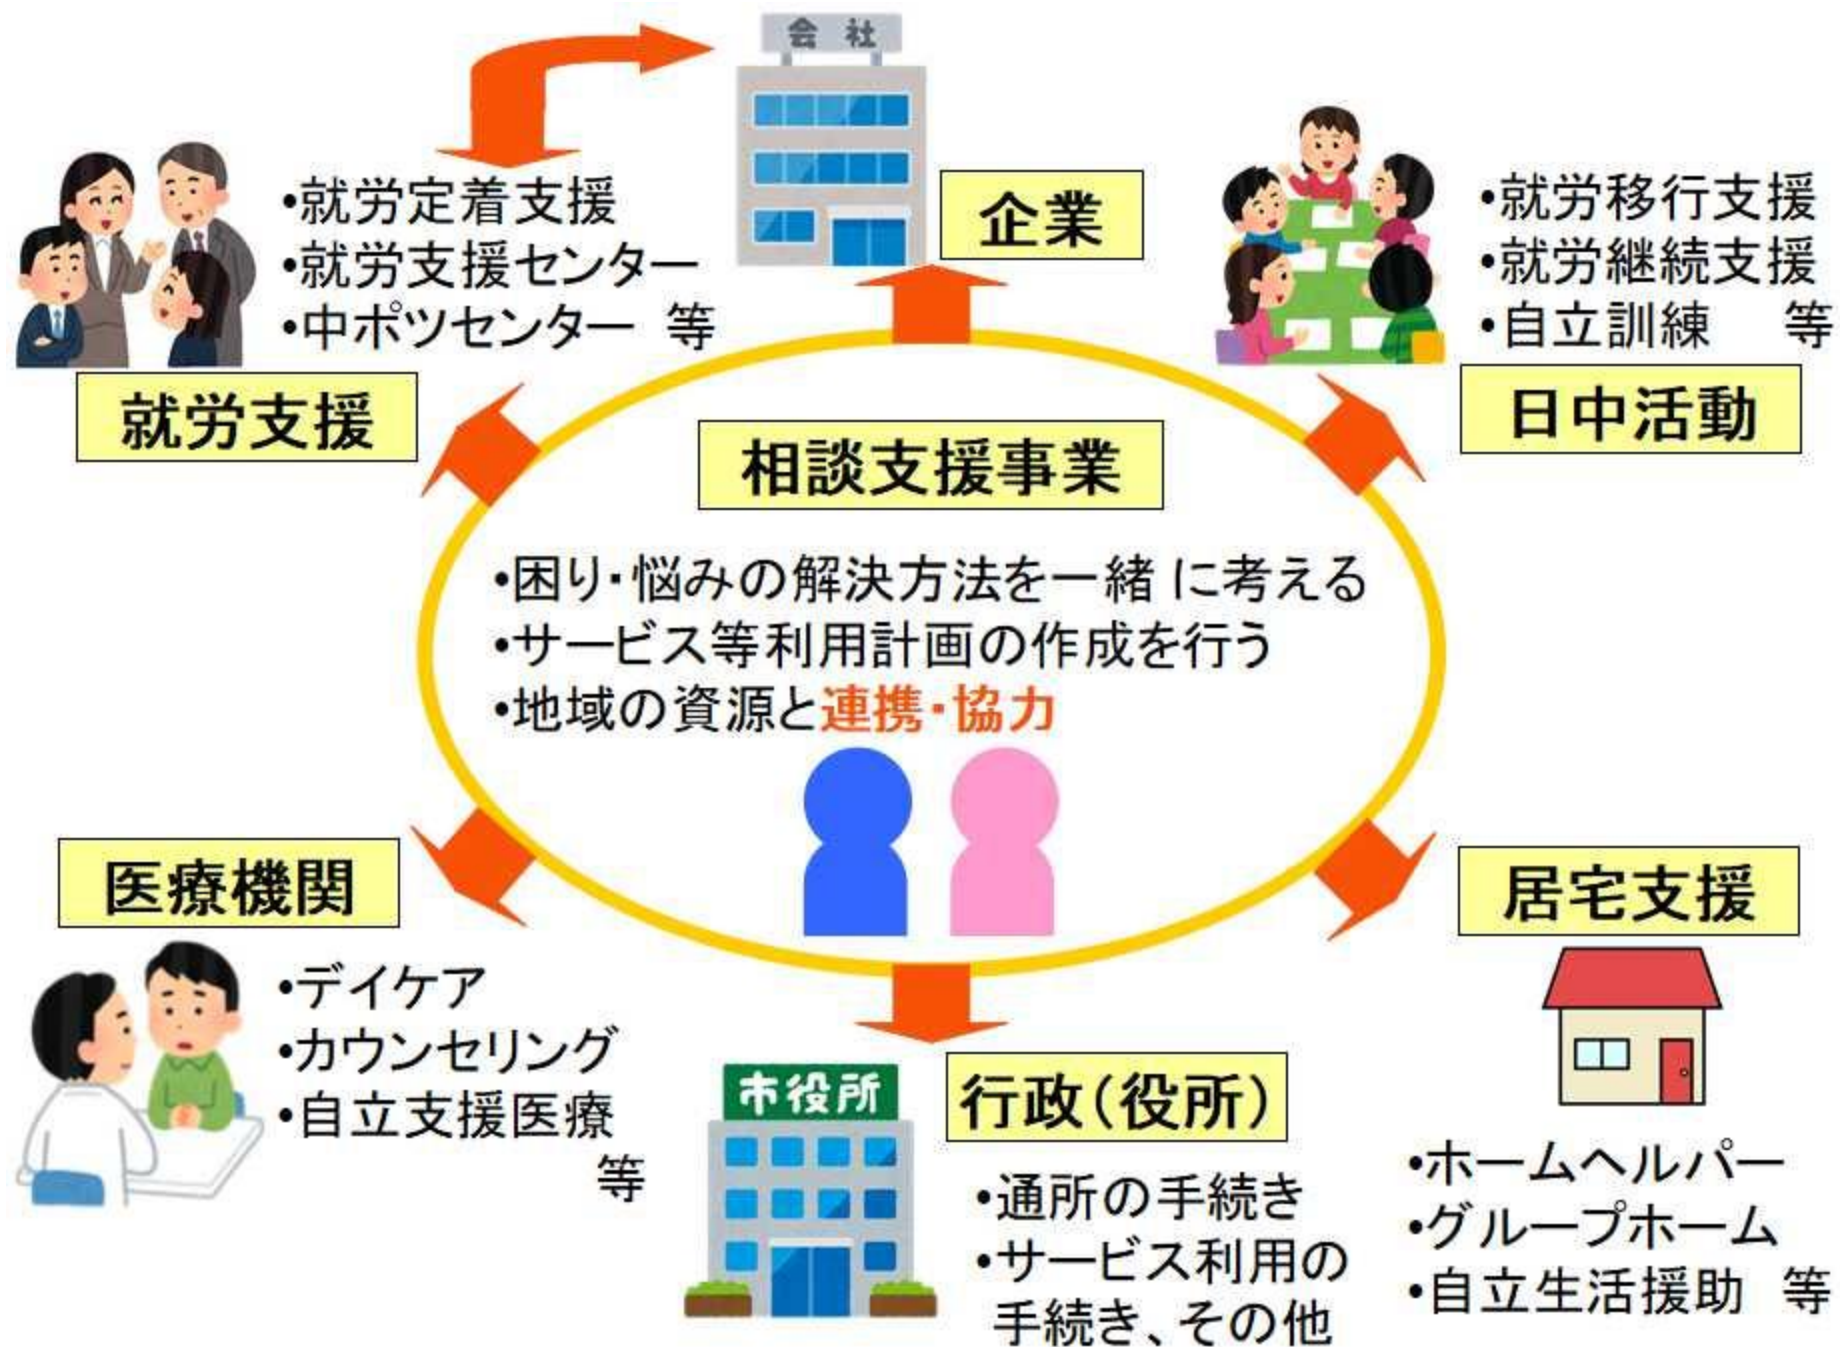 会社
企業
・就労定着支援
・就労支援センター
・中ポツセンター 等
就労支援
・就労移行支援
・就労継続支援
・自立訓練 等
日中活動
相談支援事業
・困り・悩みの解決方法を一緒に考える
・サービス等利用計画の作成を行う
・地域の資源と連携・協力
医療機関
・デイケア
・カウンセリング
・自立支援医療
等
市役所
行政(役所)
・通所の手続き
・サービス利用の
手続き、その他
居宅支援
・ホームヘルパー
・グループホーム
・自立生活援助 等